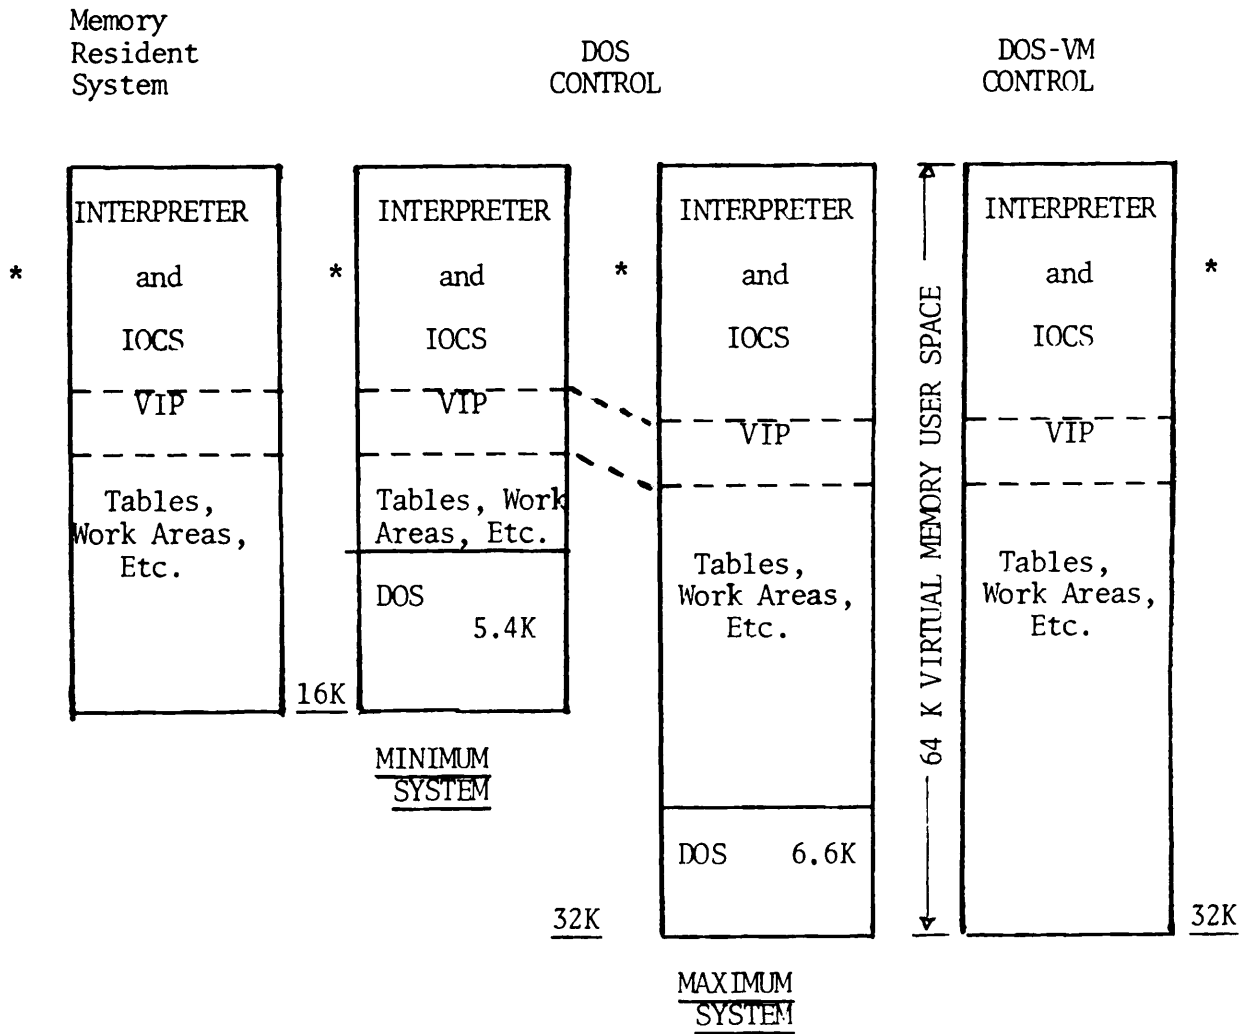 Memory
Resident
System
DOS
CONTROL
DOS-VM
CONTROL
*
INTERPRETER
and
IOCS
VIP
Tables,
Work Areas,
Etc.
16K
*
INTERPRETER
and
IOCS
VIP
Tables, Work
Areas, Etc.
DOS
5.4K
MINIMUM
SYSTEM
*
INTERPRETER
and
IOCS
VIP
Tables,
Work Areas,
Etc.
DOS 6.6K
32K
MAXIMUM
SYSTEM
64 K VIRTUAL MEMORY USER SPACE
INTERPRETER
and
IOCS
VIP
Tables,
Work Areas,
Etc.
*
32K